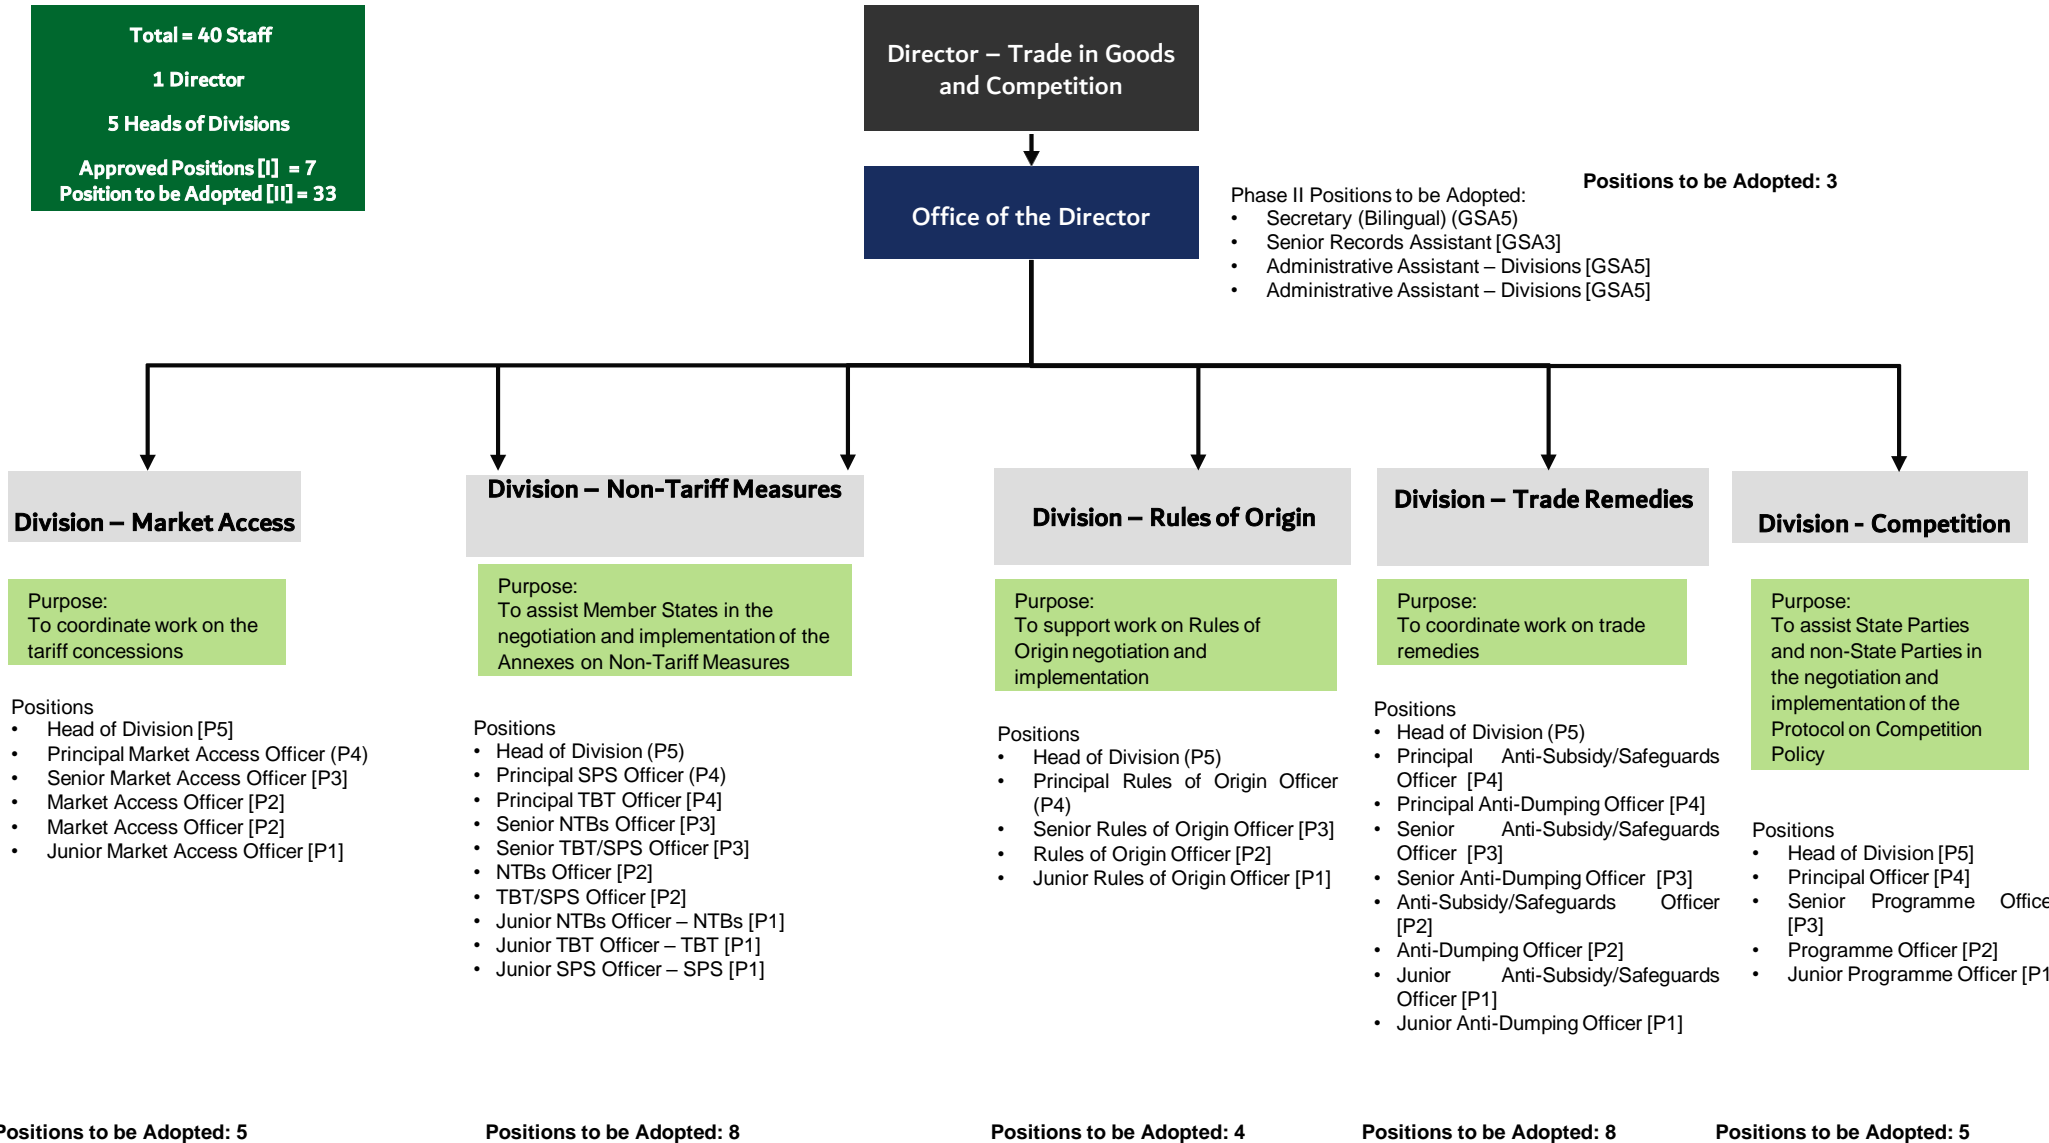 Total = 40 Staff
1 Director
5 Heads of Divisions
Approved Positions [I] = 7
Position to be Adopted [II] = 33
Director – Trade in Goods
and Competition
Office of the Director
Positions to be Adopted: 3
Phase II Positions to be Adopted:
• Secretary (Bilingual) (GSA5)
• Senior Records Assistant [GSA3]
• Administrative Assistant – Divisions [GSA5]
• Administrative Assistant – Divisions [GSA5]
Division – Market Access
Purpose:
To coordinate work on the
tariff concessions
Positions
• Head of Division [P5]
• Principal Market Access Officer (P4)
• Senior Market Access Officer [P3]
• Market Access Officer [P2]
• Market Access Officer [P2]
• Junior Market Access Officer [P1]
Positions to be Adopted: 5
Division – Non-Tariff Measures
Purpose:
To assist Member States in the
negotiation and implementation of the
Annexes on Non-Tariff Measures
Positions
• Head of Division (P5)
• Principal SPS Officer (P4)
• Principal TBT Officer [P4]
• Senior NTBs Officer [P3]
• Senior TBT/SPS Officer [P3]
• NTBs Officer [P2]
• TBT/SPS Officer [P2]
• Junior NTBs Officer – NTBs [P1]
• Junior TBT Officer – TBT [P1]
• Junior SPS Officer – SPS [P1]
Positions to be Adopted: 8
Division – Rules of Origin
Purpose:
To support work on Rules of
Origin negotiation and
implementation
Positions
• Head of Division (P5)
• Principal Rules of Origin Officer
(P4)
• Senior Rules of Origin Officer [P3]
• Rules of Origin Officer [P2]
• Junior Rules of Origin Officer [P1]
Positions to be Adopted: 4
Division – Trade Remedies
Purpose:
To coordinate work on trade
remedies
Positions
• Head of Division (P5)
• Principal Anti-Subsidy/Safeguards
Officer [P4]
• Principal Anti-Dumping Officer [P4]
• Senior Anti-Subsidy/Safeguards
Officer [P3]
• Senior Anti-Dumping Officer [P3]
• Anti-Subsidy/Safeguards Officer
[P2]
• Anti-Dumping Officer [P2]
• Junior Anti-Subsidy/Safeguards
Officer [P1]
• Junior Anti-Dumping Officer [P1]
Positions to be Adopted: 8
Division - Competition
Purpose:
To assist State Parties
and non-State Parties in
the negotiation and
implementation of the
Protocol on Competition
Policy
Positions
• Head of Division [P5]
• Principal Officer [P4]
• Senior Programme Office
[P3]
• Programme Officer [P2]
• Junior Programme Officer [P1
Positions to be Adopted: 5